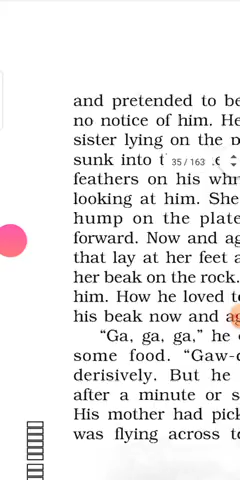 and pretended to be
no notice of him. He
sister lying on the
sunk into
35 / 163
feathers on his
looking at him. She
hump on the plate
forward. Now and ag
that lay at her feet a
her beak on the rock.
him. How he loved to
his beak now and ag
"Ga, ga, ga," he
some food. "Gaw-
derisively. But he
after a minute or s
His mother had pick
was flying across to